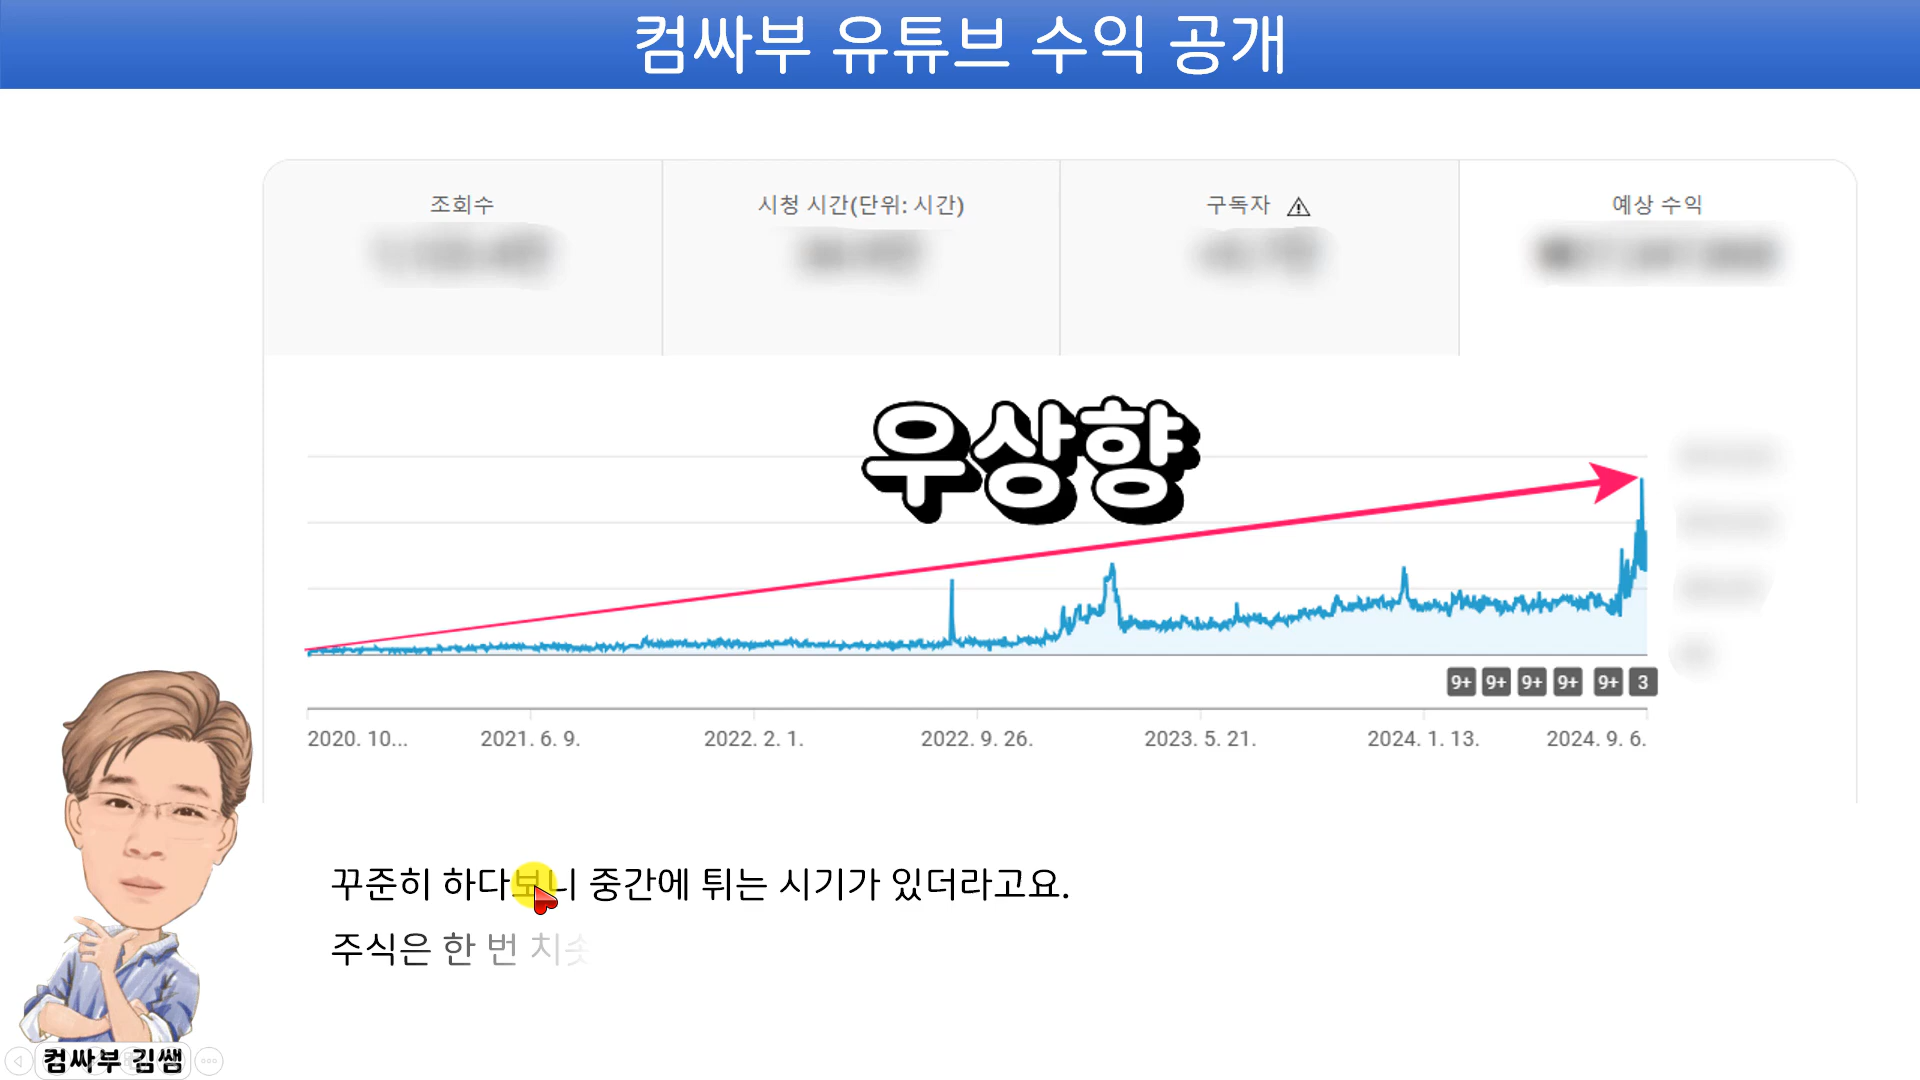 컴싸부 유튜브 수익 공개
조회수
시청 시간(단위: 시간)
구독자
예상 수익
우상향
9+ 9+ 9+ 9+ 9+ 3
2020. 10...
2021. 6. 9.
2022. 2. 1.
2022. 9. 26.
2023. 5. 21.
2024. 1. 13.
2024. 9. 6.
꾸준히 하다보니 중간에 튀는 시기가 있더라고요.
주식은 한 번 치솟
컴싸부 김쌤